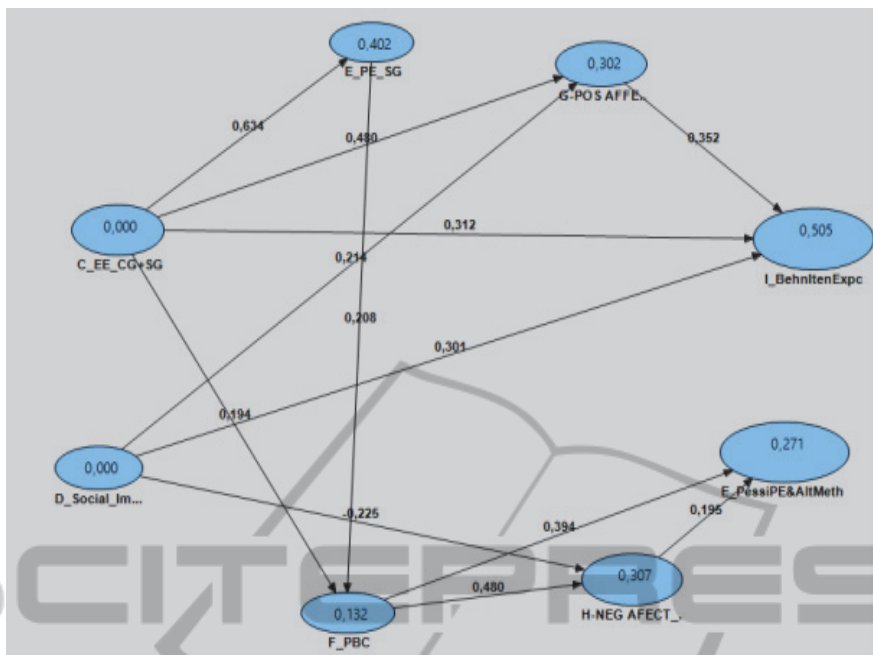 0,402
E_PE_SG
0,302
G-POS AFFE..
0,634
0,480
0,352
0,000
C_EE_CG+SG
0,312
0,505
I_BehnItenExpc
0,214
0,208
0,301
0,194
0,000
D_Social_Im...
0,271
E_PessiPE&AltMeth
-0,225
0,394
0,195
0,480
0,307
H-NEG AFECT_.
0,132
F_PBC
SCITEPRES